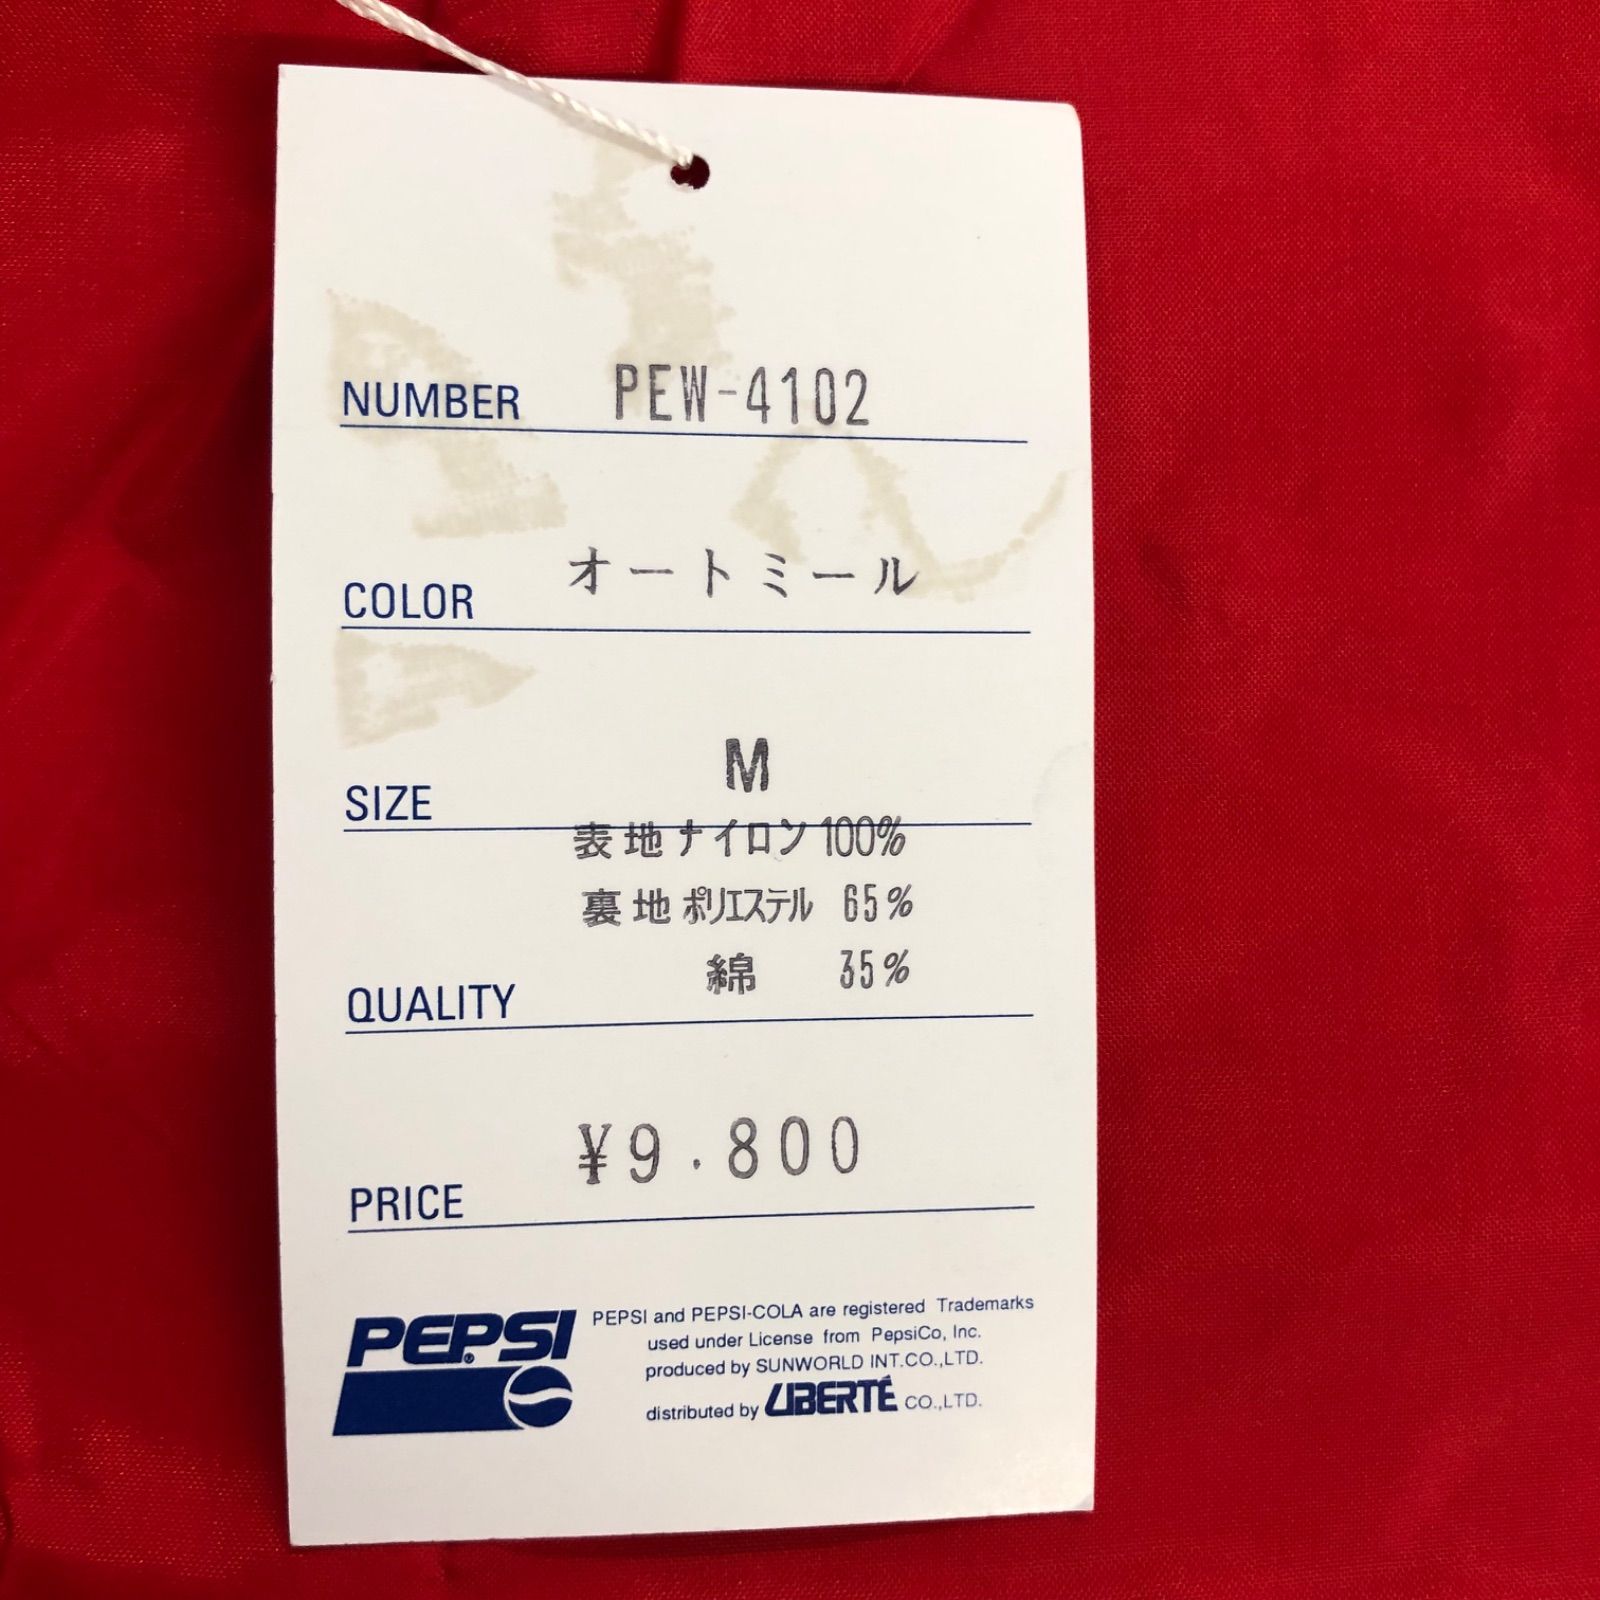 NUMBER PEW-4102
COLOR オートミール
SIZE M
表地ナイロン100%
裏地ポリエステル 65%
綿 35%
QUALITY
PRICE ¥9.800
PEPSI®
PEPSI and PEPSI-COLA are registered Trademarks
used under License from PepsiCo, Inc.
produced by SUNWORLD INT.CO.,LTD.
distributed by LIBERTÉ CO.,LTD.